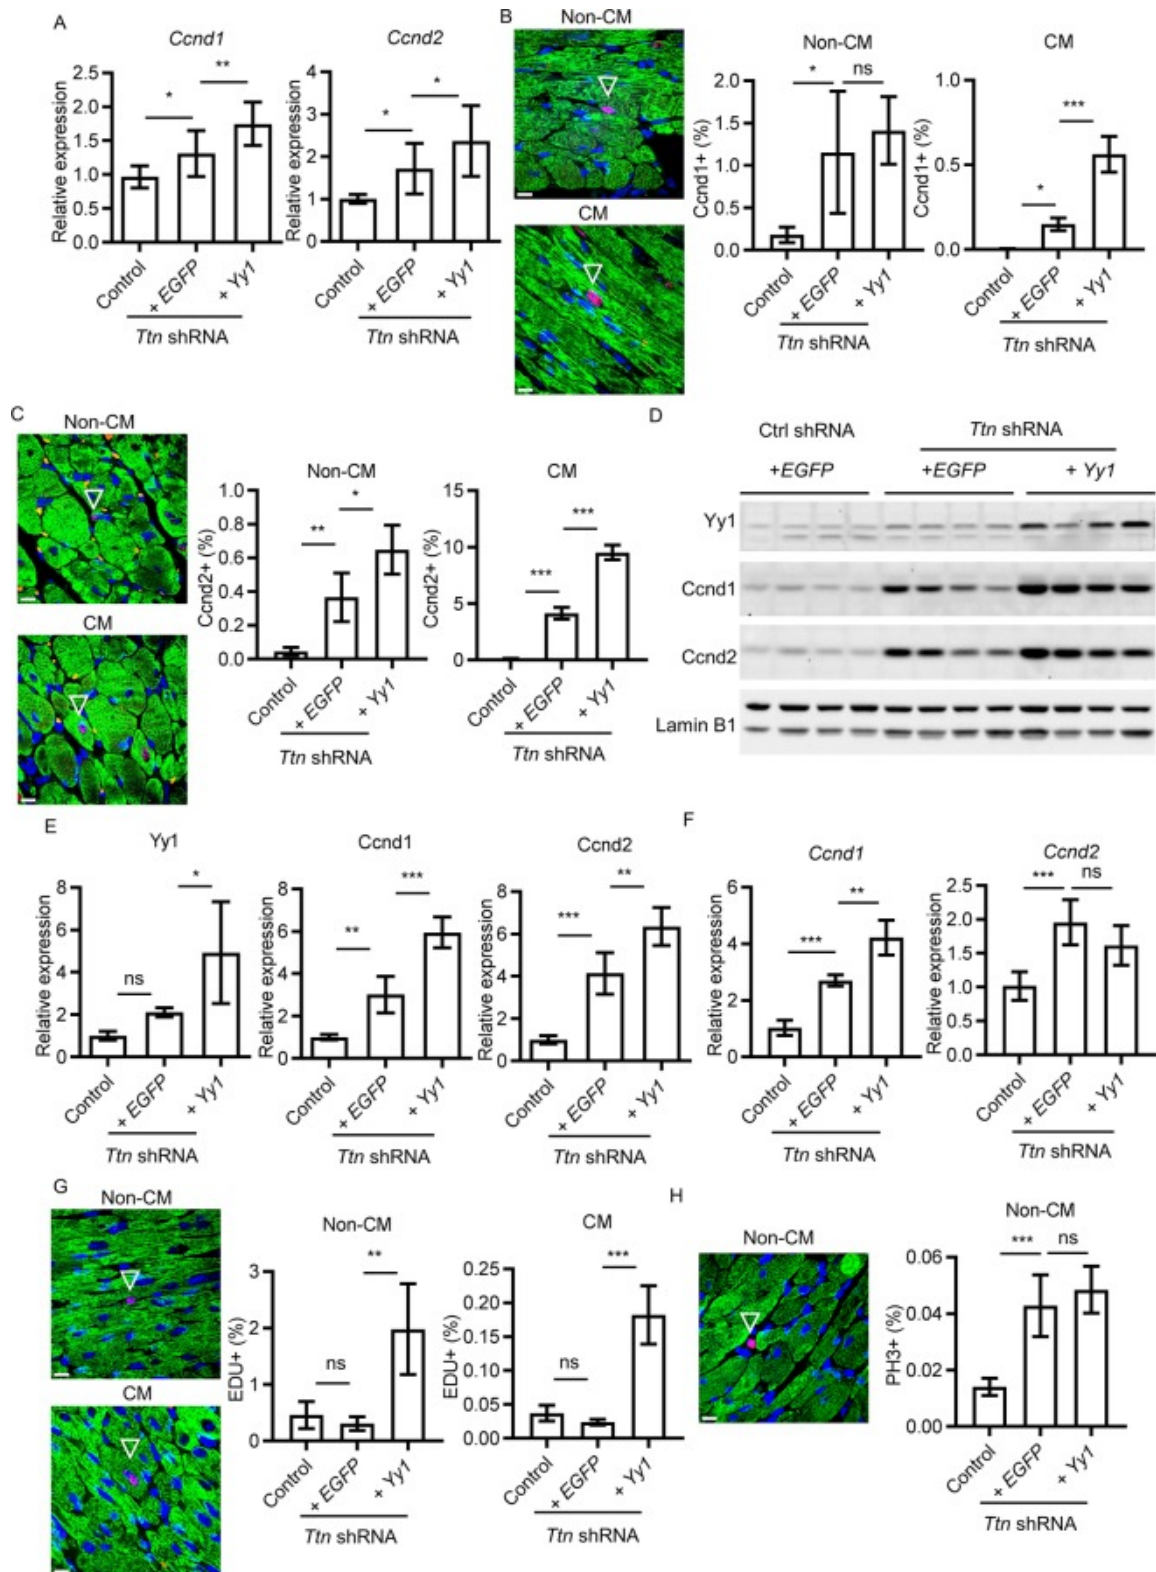 A
Ccnd1
Relative expression
2.5
2.0
1.5
1.0
0.5
0.0
*
**
Control
+ EGFP
+ Yy1
Ttn shRNA
Ccnd2
Relative expression
4
3
2
1
0
*
*
Control
+ EGFP
+ Yy1
Ttn shRNA
B
Non-CM
CM
Non-CM
Ccnd1+ (%)
2.0
1.5
1.0
0.5
0.0
*
ns
Control
+ EGFP
+ Yy1
Ttn shRNA
CM
Ccnd1+ (%)
1.0
0.5
0.0
*
***
Control
+ EGFP
+ Yy1
Ttn shRNA
C
Non-CM
CM
Non-CM
Ccnd2+ (%)
1.0
0.8
0.6
0.4
0.2
0.0
**
*
Control
+ EGFP
+ Yy1
Ttn shRNA
CM
Ccnd2+ (%)
15
10
5
0
***
***
Control
+ EGFP
+ Yy1
Ttn shRNA
D
Ctrl shRNA
Ttn shRNA
+EGFP
+EGFP
+ Yy1
Yy1
Ccnd1
Ccnd2
Lamin B1
E
Yy1
Relative expression
8
6
4
2
0
ns
*
Control
+ EGFP
+ Yy1
Ttn shRNA
Ccnd1
Relative expression
8
6
4
2
0
**
***
Control
+ EGFP
+ Yy1
Ttn shRNA
Ccnd2
Relative expression
8
6
4
2
0
***
**
Control
+ EGFP
+ Yy1
Ttn shRNA
F
Ccnd1
Relative expression
6
4
2
0
***
**
Control
+ EGFP
+ Yy1
Ttn shRNA
Ccnd2
Relative expression
2.5
2.0
1.5
1.0
0.5
0.0
***
ns
Control
+ EGFP
+ Yy1
Ttn shRNA
G
Non-CM
CM
Non-CM
EDU+ (%)
3
2
1
0
ns
**
Control
+ EGFP
+ Yy1
Ttn shRNA
CM
EDU+ (%)
0.25
0.20
0.15
0.10
0.05
0.00
ns
***
Control
+ EGFP
+ Yy1
Ttn shRNA
H
Non-CM
Non-CM
PH3+ (%)
0.06
0.04
0.02
0.00
***
ns
Control
+ EGFP
+ Yy1
Ttn shRNA